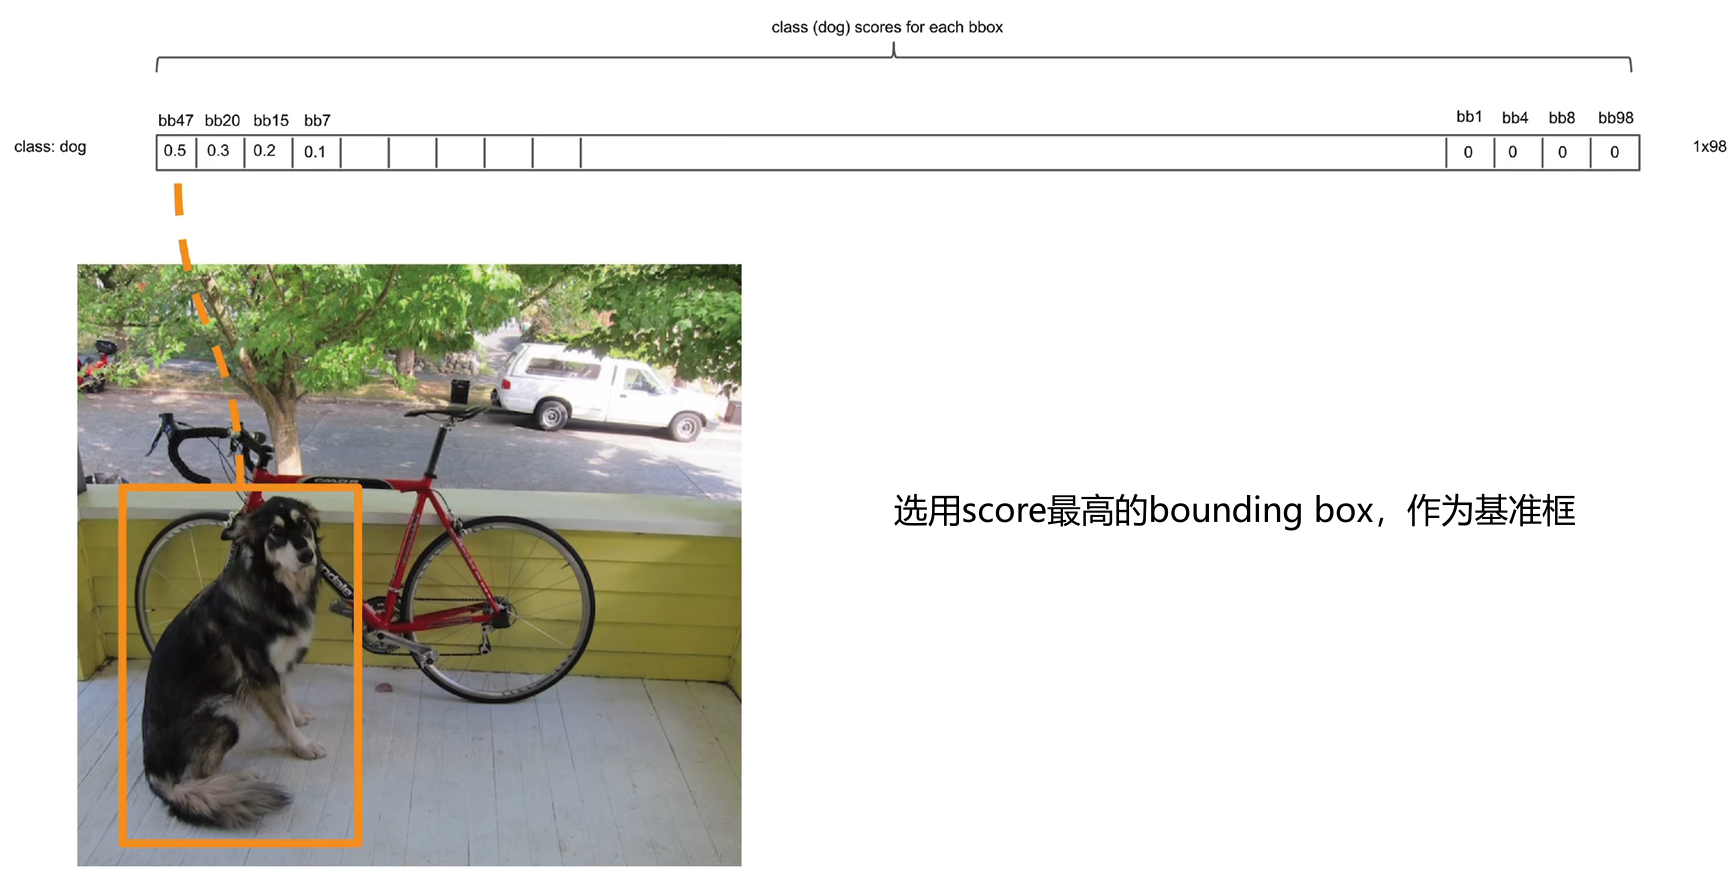 class (dog) scores for each bbox
bb47 bb20 bb15 bb7 bb1 bb4 bb8 bb98
class: dog 0.5 0.3 0.2 0.1 0 0 0 0 1x98
选用score最高的bounding box，作为基准框
ndale